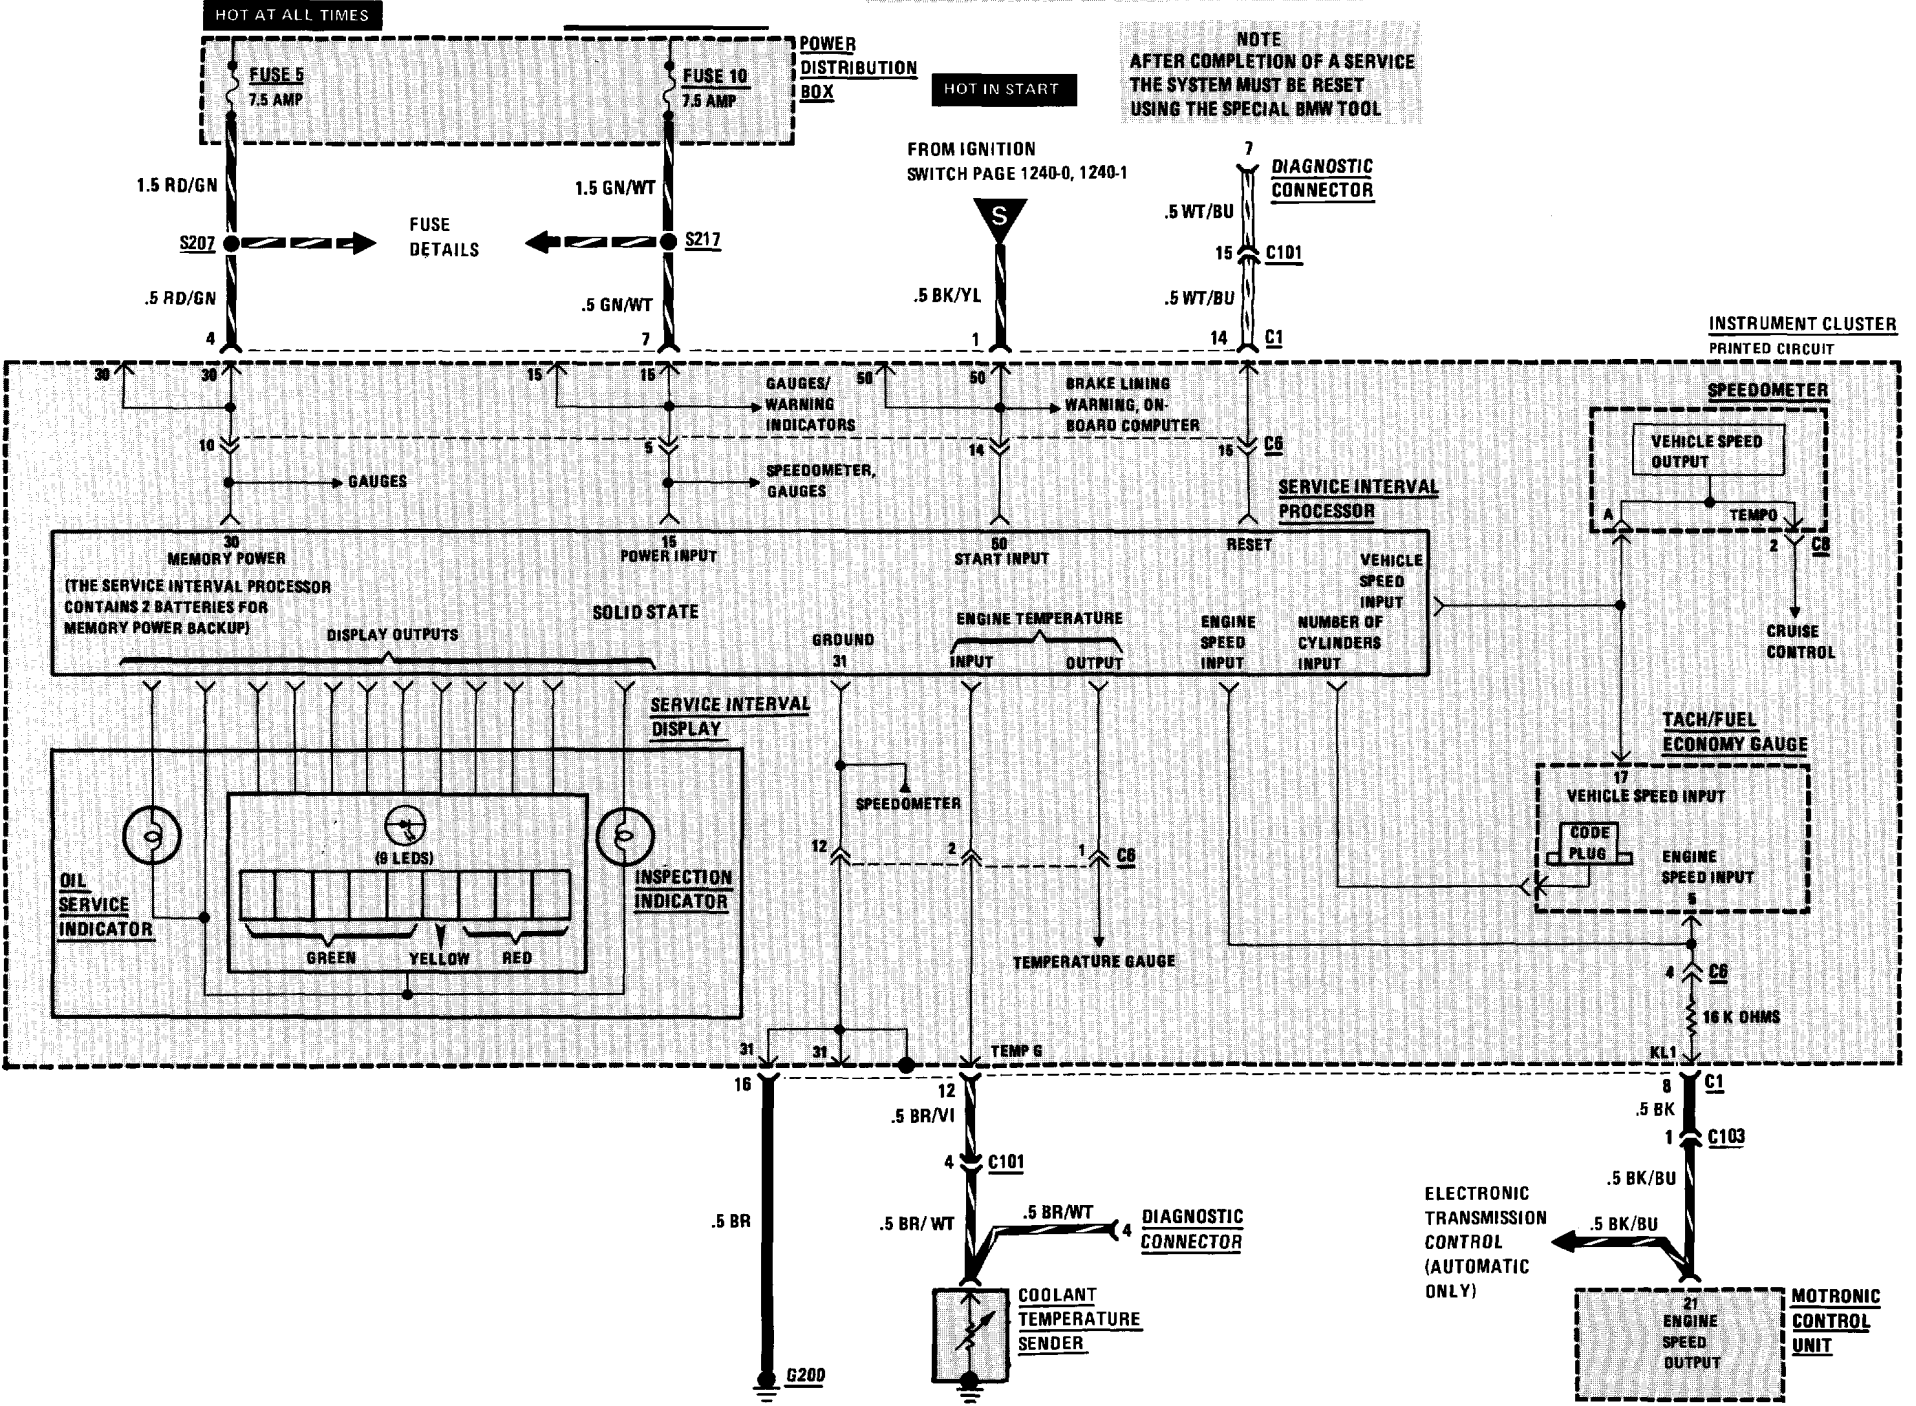 HOT AT ALL TIMES
POWER
DISTRIBUTION
BOX
FUSE 5
7.5 AMP
FUSE 10
7.5 AMP
HOT IN START
NOTE
AFTER COMPLETION OF A SERVICE
THE SYSTEM MUST BE RESET
USING THE SPECIAL BMW TOOL
FROM IGNITION
SWITCH PAGE 1240-0, 1240-1
S
7
DIAGNOSTIC
CONNECTOR
1.5 RD/GN
1.5 GN/WT
.5 WT/BU
S207
FUSE
DETAILS
S217
15
C101
.5 RD/GN
.5 GN/WT
.5 BK/YL
.5 WT/BU
4
7
1
14
C1
INSTRUMENT CLUSTER
PRINTED CIRCUIT
30
30
15
15
50
50
GAUGES/
WARNING
INDICATORS
BRAKE LINING
WARNING, ON-
BOARD COMPUTER
SPEEDOMETER
VEHICLE SPEED
OUTPUT
10
5
14
15
C6
GAUGES
SPEEDOMETER,
GAUGES
SERVICE INTERVAL
PROCESSOR
A
TEMPO
2
C8
CRUISE
CONTROL
30
MEMORY POWER
15
POWER INPUT
50
START INPUT
RESET
VEHICLE
SPEED
INPUT
(THE SERVICE INTERVAL PROCESSOR
CONTAINS 2 BATTERIES FOR
MEMORY POWER BACKUP)
SOLID STATE
DISPLAY OUTPUTS
GROUND
31
ENGINE TEMPERATURE
INPUT
OUTPUT
ENGINE
SPEED
INPUT
NUMBER OF
CYLINDERS
INPUT
SERVICE INTERVAL
DISPLAY
TACH/FUEL
ECONOMY GAUGE
17
VEHICLE SPEED INPUT
CODE
PLUG
ENGINE
SPEED INPUT
5
SPEEDOMETER
12
2
1
C6
(9 LEDS)
OIL
SERVICE
INDICATOR
INSPECTION
INDICATOR
GREEN
YELLOW
RED
TEMPERATURE GAUGE
4
C6
16 K OHMS
31
31
TEMP G
KL1
16
12
8
C1
.5 BR/VI
.5 BK
4
C101
1
C103
.5 BR
.5 BR/WT
.5 BR/WT
4
DIAGNOSTIC
CONNECTOR
.5 BK/BU
ELECTRONIC
TRANSMISSION
CONTROL
(AUTOMATIC
ONLY)
.5 BK/BU
COOLANT
TEMPERATURE
SENDER
G200
21
ENGINE
SPEED
OUTPUT
MOTRONIC
CONTROL
UNIT